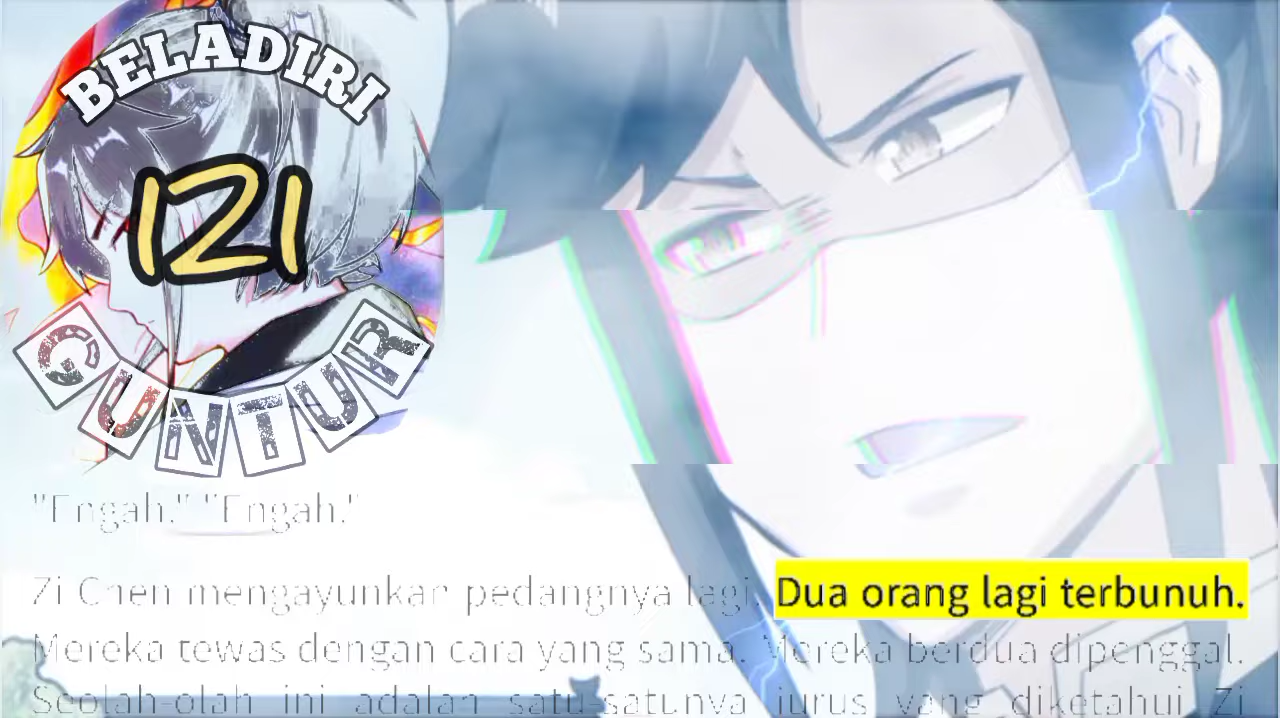 BELADIRI
121
GUNTUR
"Engah." "Engah."
Zi Chen mengayunkan pedangnya lagi. Dua orang lagi terbunuh.
Mereka tewas dengan cara yang sama. Mereka berdua dipenggal.
Seolah-olah ini adalah satu-satunya jurus yang diketahui Zi